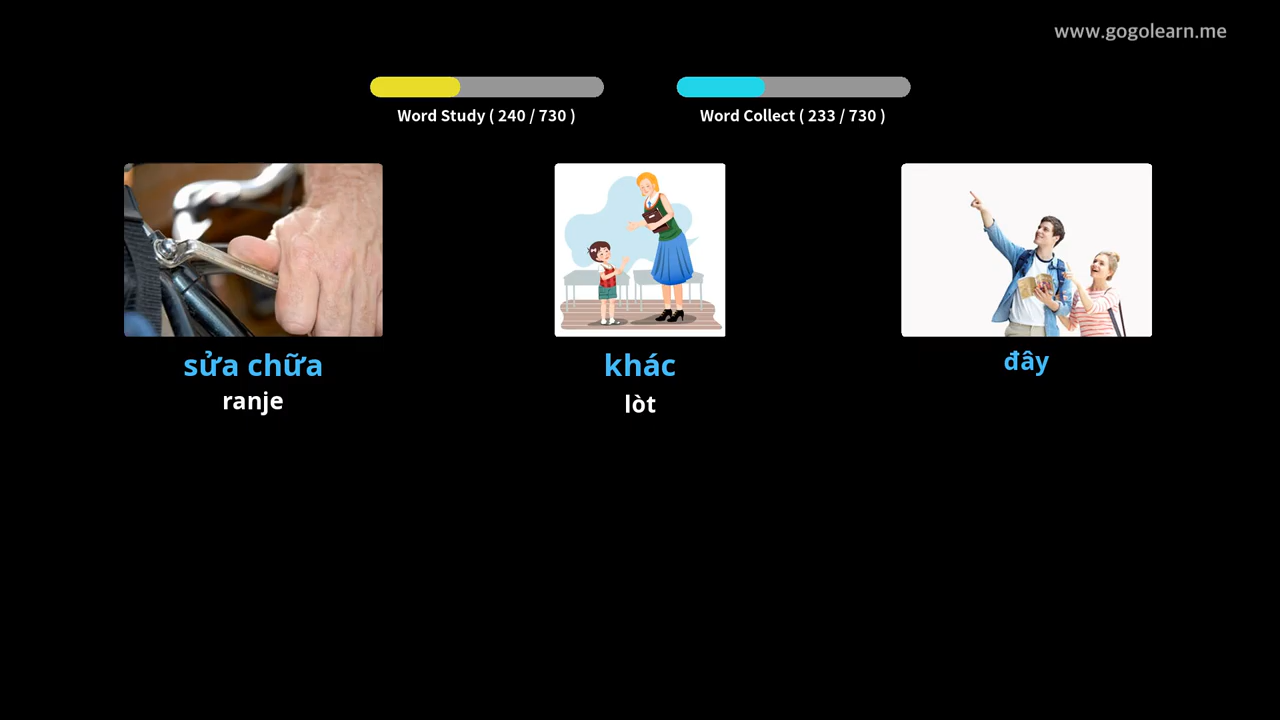 www.gogolearn.me
Word Study ( 240 / 730 )
Word Collect ( 233 / 730 )
sửa chữa
ranje
khác
lòt
đây